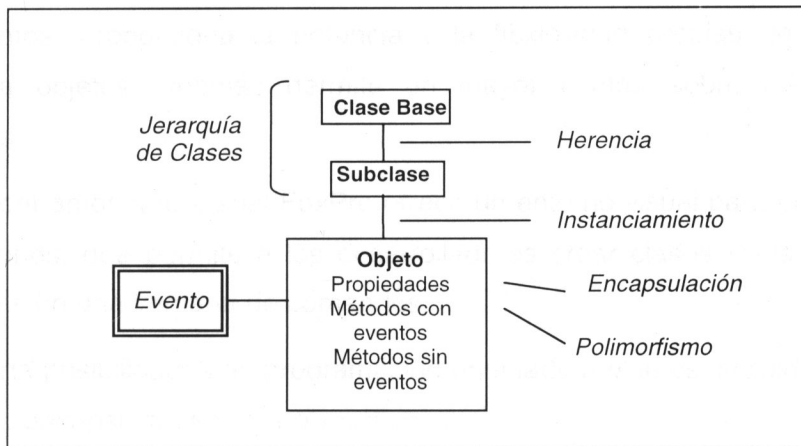 Clase Base
Jerarquía
de Clases
Herencia
Subclase
Instanciamiento
Objeto
Propiedades
Métodos con
eventos
Métodos sin
eventos
Evento
Encapsulación
Polimorfismo